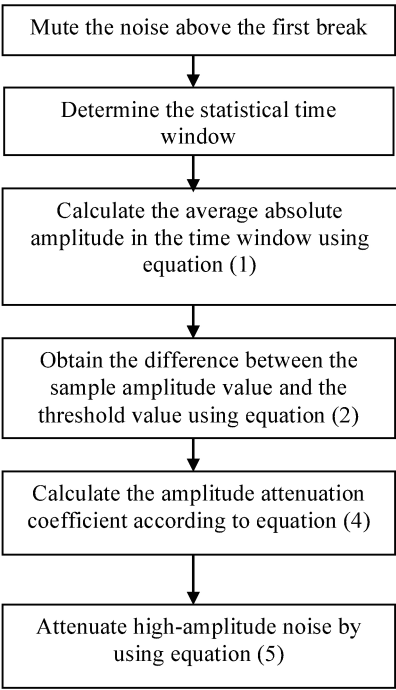 Mute the noise above the first break
Determine the statistical time
window
Calculate the average absolute
amplitude in the time window using
equation (1)
Obtain the difference between the
sample amplitude value and the
threshold value using equation (2)
Calculate the amplitude attenuation
coefficient according to equation (4)
Attenuate high-amplitude noise by
using equation (5)